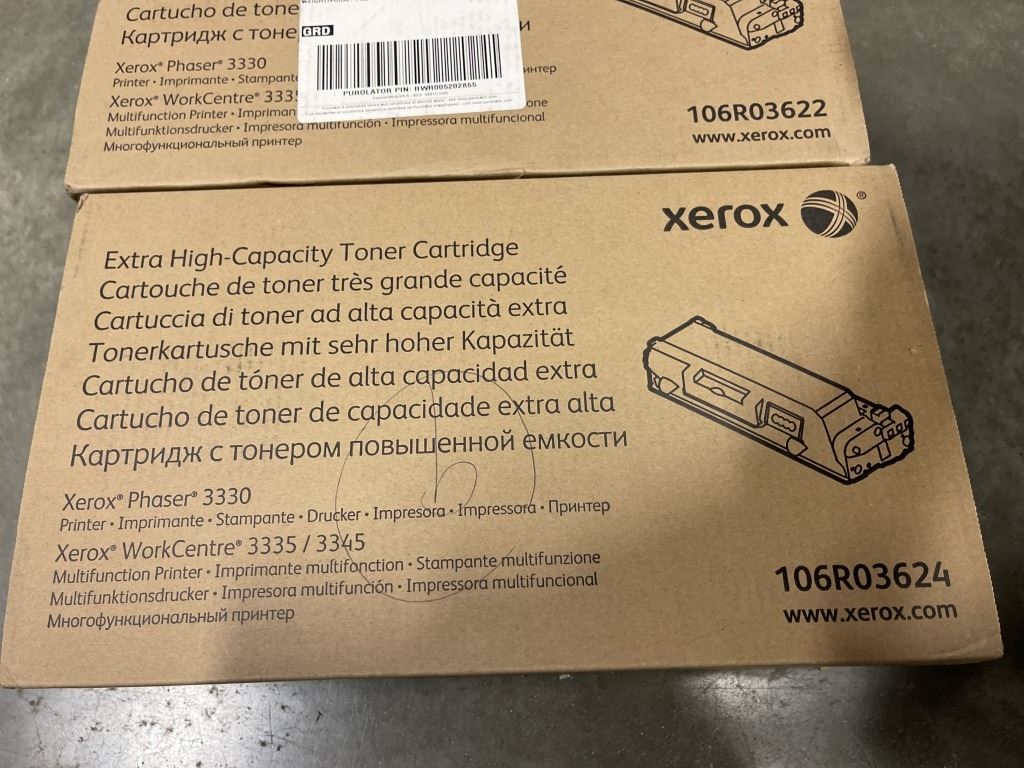 Cartucho de tone
Картридж с тоне
GRD
PUROLATOR PIN: RWR005202855
Xerox® Phaser® 3330
Printer • Imprimante • Stampant
Xerox® WorkCentre® 3335
Multifunction Printer • Impriman
Multifunktionsdrucker • Impresora multifunción • Impressora multifuncional
Многофункциональный принтер
106R03622
www.xerox.com
xerox ®
Extra High-Capacity Toner Cartridge
Cartouche de toner très grande capacité
Cartuccia di toner ad alta capacità extra
Tonerkartusche mit sehr hoher Kapazität
Cartucho de tóner de alta capacidad extra
Cartucho de toner de capacidade extra alta
Картридж с тонером повышенной емкости
Xerox® Phaser® 3330
Printer • Imprimante • Stampante • Drucker • Impresora • Impressora • Принтер
Xerox® WorkCentre® 3335 / 3345
Multifunction Printer • Imprimante multifonction • Stampante multifunzione
Multifunktionsdrucker • Impresora multifunción • Impressora multifuncional
Многофункциональный принтер
106R03624
www.xerox.com